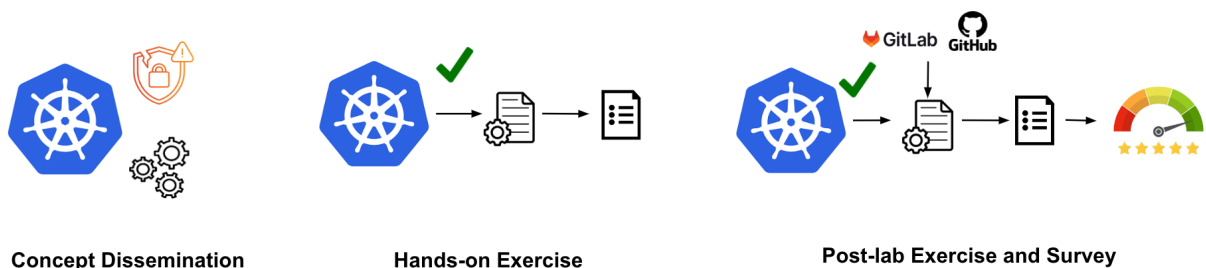 GitLab
GitHub
Concept Dissemination
Hands-on Exercise
Post-lab Exercise and Survey